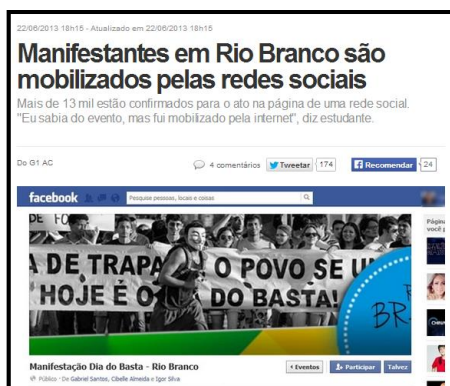 22/06/2013 18h15 - Atualizado em 22/06/2013 18h15
Manifestantes em Rio Branco são
mobilizados pelas redes sociais
Mais de 13 mil estão confirmados para o ato na página de uma rede social.
"Eu sabia do evento, mas fui mobilizado pela internet", diz estudante.
Do G1 AC
4 comentários
Tweetar
174
Recomendar
24
facebook
Pesquise pessoas, locais e coisas
DE FO
A DE TRAPA O POVO SE U
HOJE É O DO BASTA!
R
BR
Página
você p
Manifestação Dia do Basta - Rio Branco
Público · De Gabriel Santos, Cibelle Almeida e Igor Silva
Eventos
Participar
Talvez